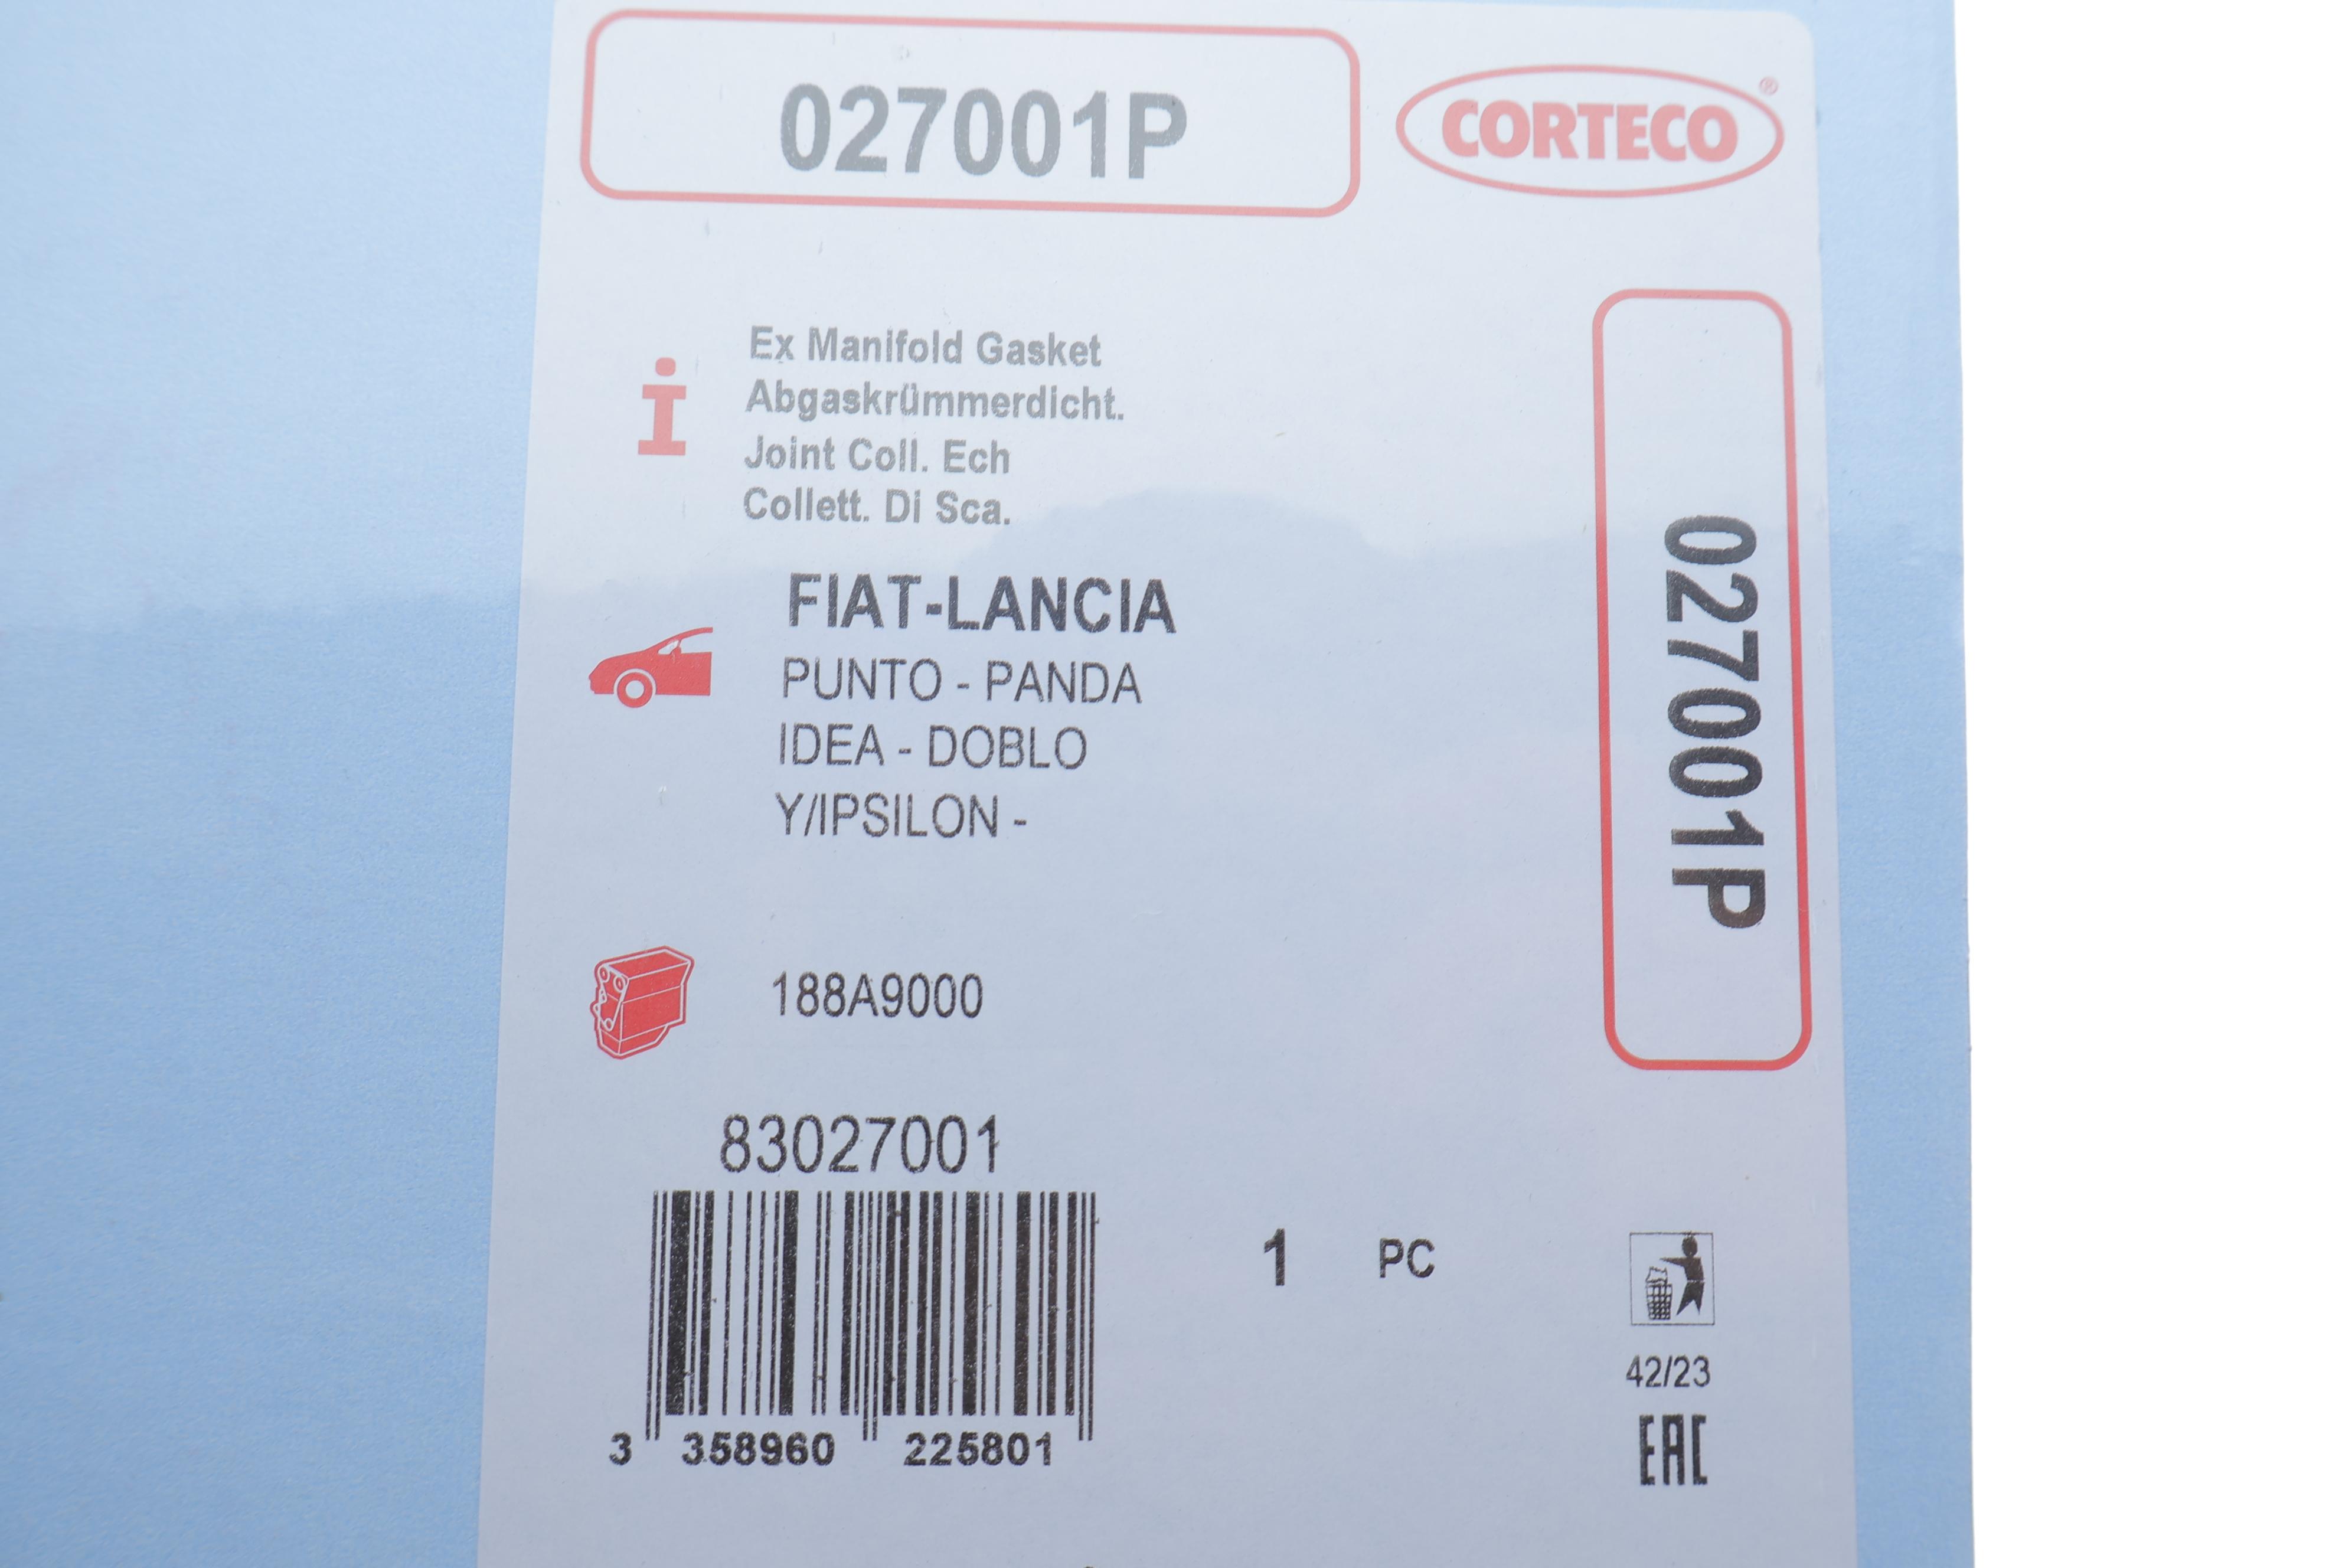 027001P
CORTECO®
Ex Manifold Gasket
Abgaskrümmerdicht.
Joint Coll. Ech
Collett. Di Sca.
FIAT-LANCIA
PUNTO - PANDA
IDEA - DOBLO
Y/IPSILON -
027001P
188A9000
83027001
3 358960 225801
1 PC
42/23
EAC